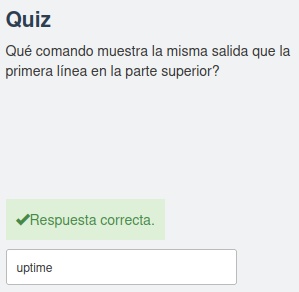 Quiz
Qué comando muestra la misma salida que la
primera línea en la parte superior?
✔Respuesta correcta.
uptime